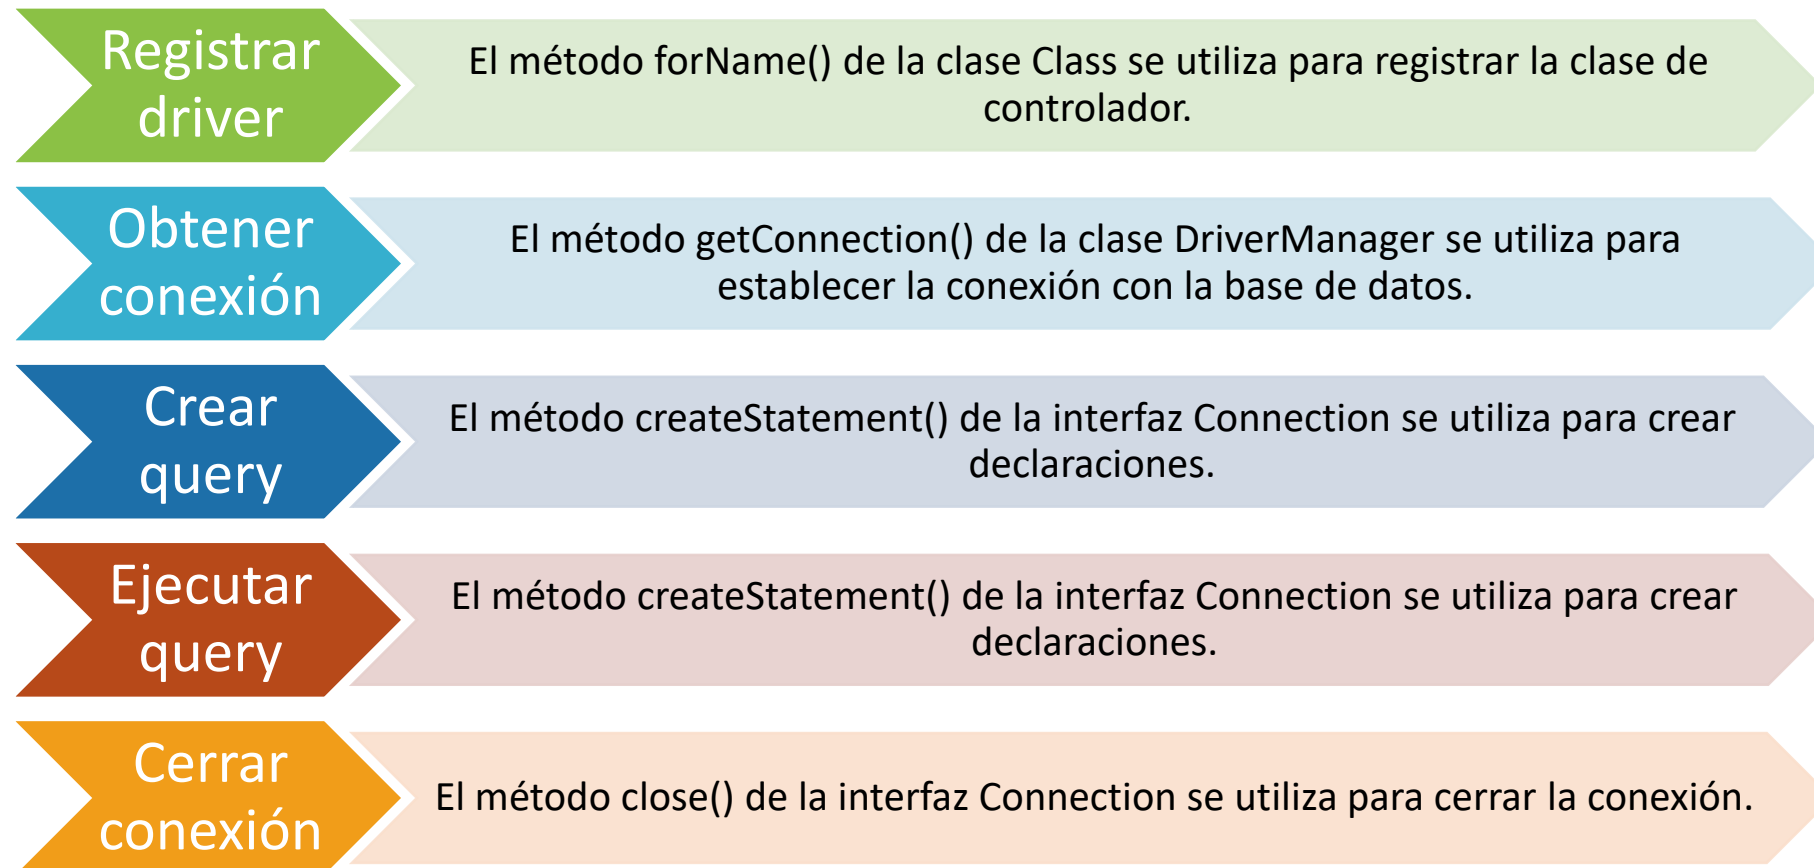 Registrar
driver
El método forName() de la clase Class se utiliza para registrar la clase de
controlador.
Obtener
conexión
El método getConnection() de la clase DriverManager se utiliza para
establecer la conexión con la base de datos.
Crear
query
El método createStatement() de la interfaz Connection se utiliza para crear
declaraciones.
Ejecutar
query
El método createStatement() de la interfaz Connection se utiliza para crear
declaraciones.
Cerrar
conexión
El método close() de la interfaz Connection se utiliza para cerrar la conexión.